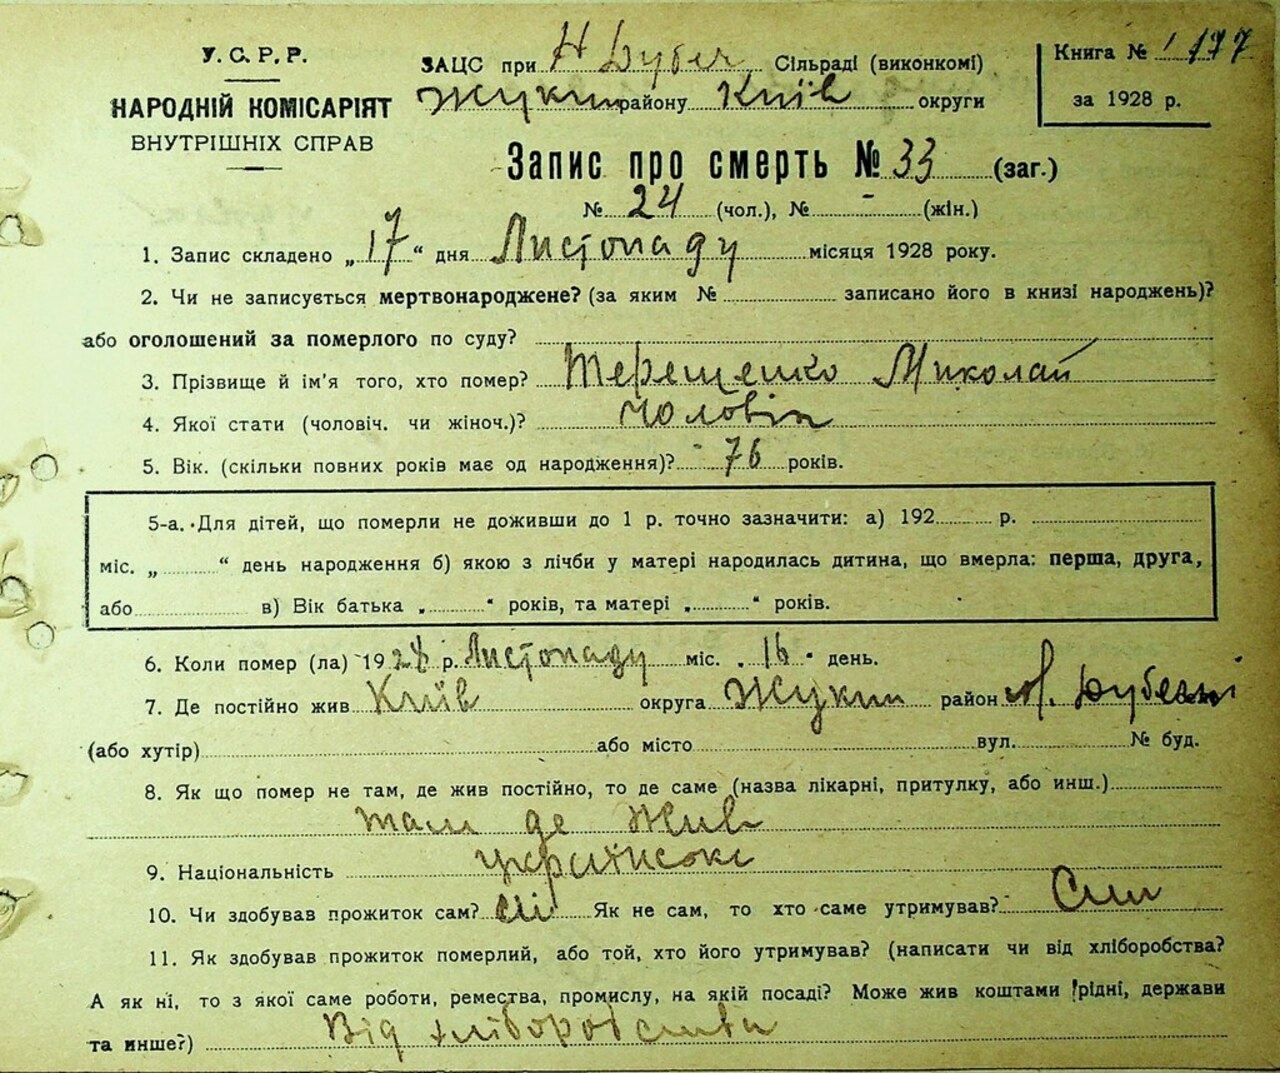 У. С. Р. Р.
НАРОДНІЙ КОМІСАРІЯТ
ВНУТРІШНІХ СПРАВ
ЗАЦС при Н Дубеч Сільраді (виконкомі)
Жукин району Київ округи
Книга № 177
за 1928 р.
Запис про смерть № 33 (заг.)
№ 24 (чол.), № - (жін.)
1. Запис складено „17“ дня Листопаду місяця 1928 року.
2. Чи не записується мертвонароджене? (за яким № записано його в книзі народжень)?
або оголошений за померлого по суду?
3. Прізвище й ім'я того, хто помер? Терещенко Миколай
4. Якої стати (чоловіч. чи жіноч.)? Чоловік
5. Вік. (скільки повних років має од народження)? 76 років.
5-а. Для дітей, що померли не доживши до 1 р. точно зазначити: а) 192 р.
міс. „ “ день народження б) якою з лічби у матері народилась дитина, що вмерла: перша, друга,
або в) Вік батька „ “ років, та матері „ “ років.
6. Коли помер (ла) 1928 р. Листопаду міс. „16“ день.
7. Де постійно жив Київ округа Жукин район
(або хутір) або місто вул. № буд.
8. Як що помер не там, де жив постійно, то де саме (назва лікарні, притулку, або инш.)
там де жив
9. Національність
10. Чи здобував прожиток сам? Ні Як не сам, то хто саме утримував? Син
11. Як здобував прожиток померлий, або той, хто його утримував? (написати чи від хліборобства?
А як ні, то з якої саме роботи, ремества, промислу, на якій посаді? Може жив коштами рідні, держави
та инше?) Від хліборобства